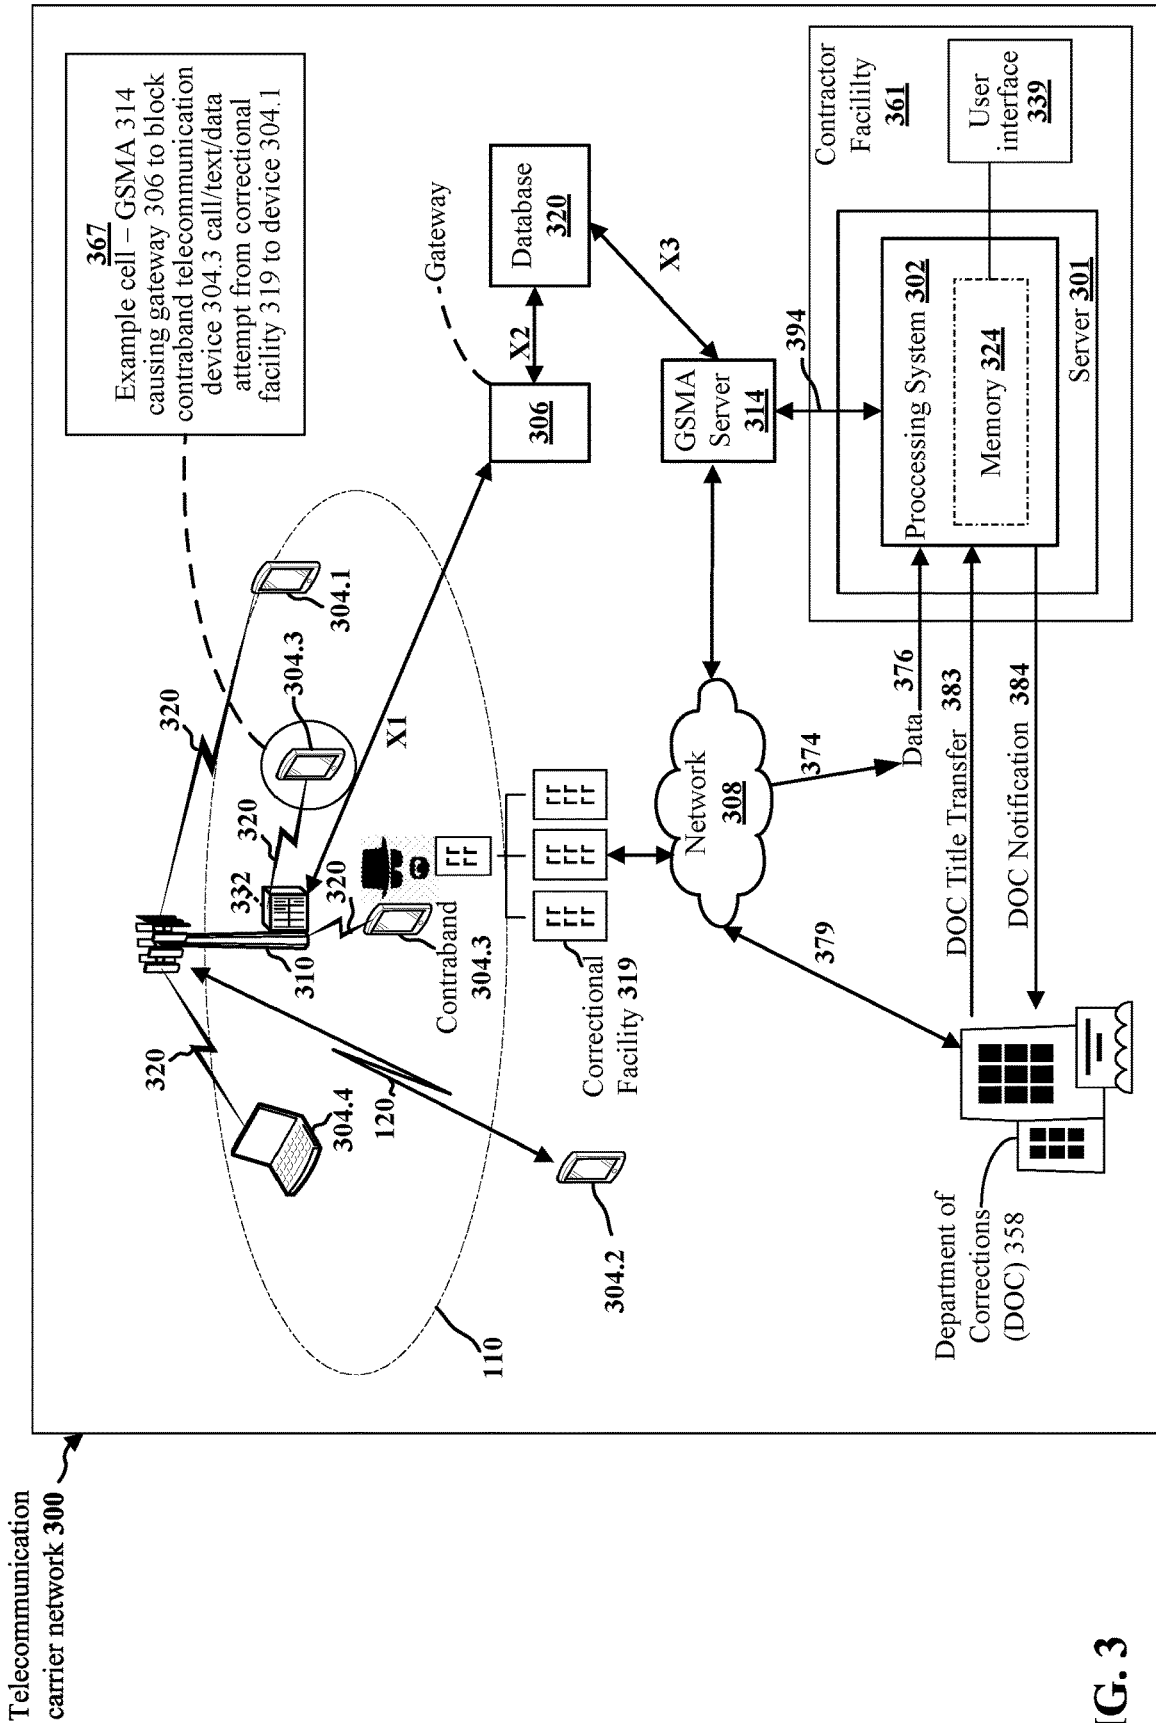 Telecommunication
carrier network 300
367
Example cell – GSMA 314
causing gateway 306 to block
contraband telecommunication
device 304.3 call/text/data
attempt from correctional
facility 319 to device 304.1
320
304.4
120
304.2
110
320
304.1
304.3
320
332
310
320
Contraband
304.3
X1
Gateway
306
X2
Database
320
X3
Correctional
Facility 319
Network
308
GSMA
Server
314
394
379
374
Data
376
DOC Title Transfer 383
DOC Notification 384
Department of
Corrections
(DOC) 358
Contractor
Facililty
361
User
interface
339
Proccessing System 302
Memory 324
Server 301
IG. 3